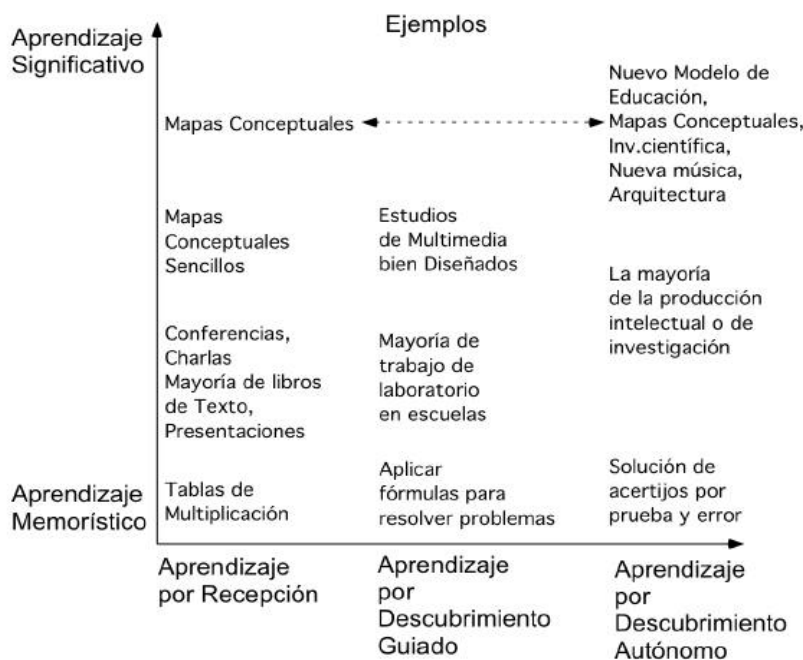 Ejemplos
Aprendizaje
Significativo
Mapas Conceptuales
Nuevo Modelo de
Educación,
Mapas Conceptuales,
Inv.científica,
Nueva música,
Arquitectura
Mapas
Conceptuales
Sencillos
Estudios
de Multimedia
bien Diseñados
La mayoría
de la producción
intelectual o de
investigación
Conferencias,
Charlas
Mayoría de libros
de Texto,
Presentaciones
Mayoría de
trabajo de
laboratorio
en escuelas
Aprendizaje
Memorístico
Tablas de
Multiplicación
Aplicar
fórmulas para
resolver problemas
Solución de
acertijos por
prueba y error
Aprendizaje
por Recepción
Aprendizaje
por
Descubrimiento
Guiado
Aprendizaje
por
Descubrimiento
Autónomo